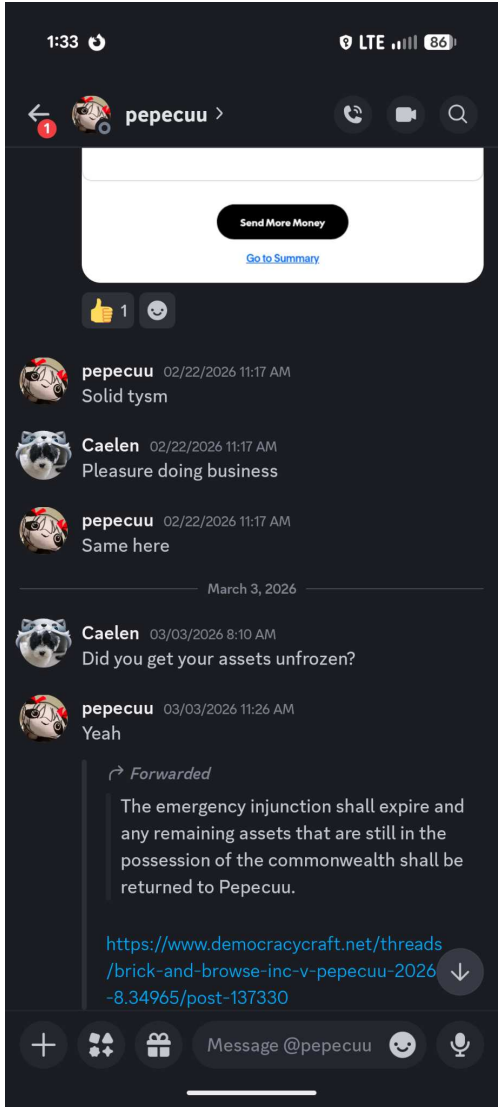 1:33 LTE 86
1 pepecuu >
Send More Money
Go to Summary
1
pepecuu 02/22/2026 11:17 AM
Solid tysm
Caelen 02/22/2026 11:17 AM
Pleasure doing business
pepecuu 02/22/2026 11:17 AM
Same here
March 3, 2026
Caelen 03/03/2026 8:10 AM
Did you get your assets unfrozen?
pepecuu 03/03/2026 11:26 AM
Yeah
Forwarded
The emergency injunction shall expire and
any remaining assets that are still in the
possession of the commonwealth shall be
returned to Pepecuu.
https://www.democracycraft.net/threads
/brick-and-browse-inc-v-pepecuu-2026
-8.34965/post-137330
Message @pepecuu